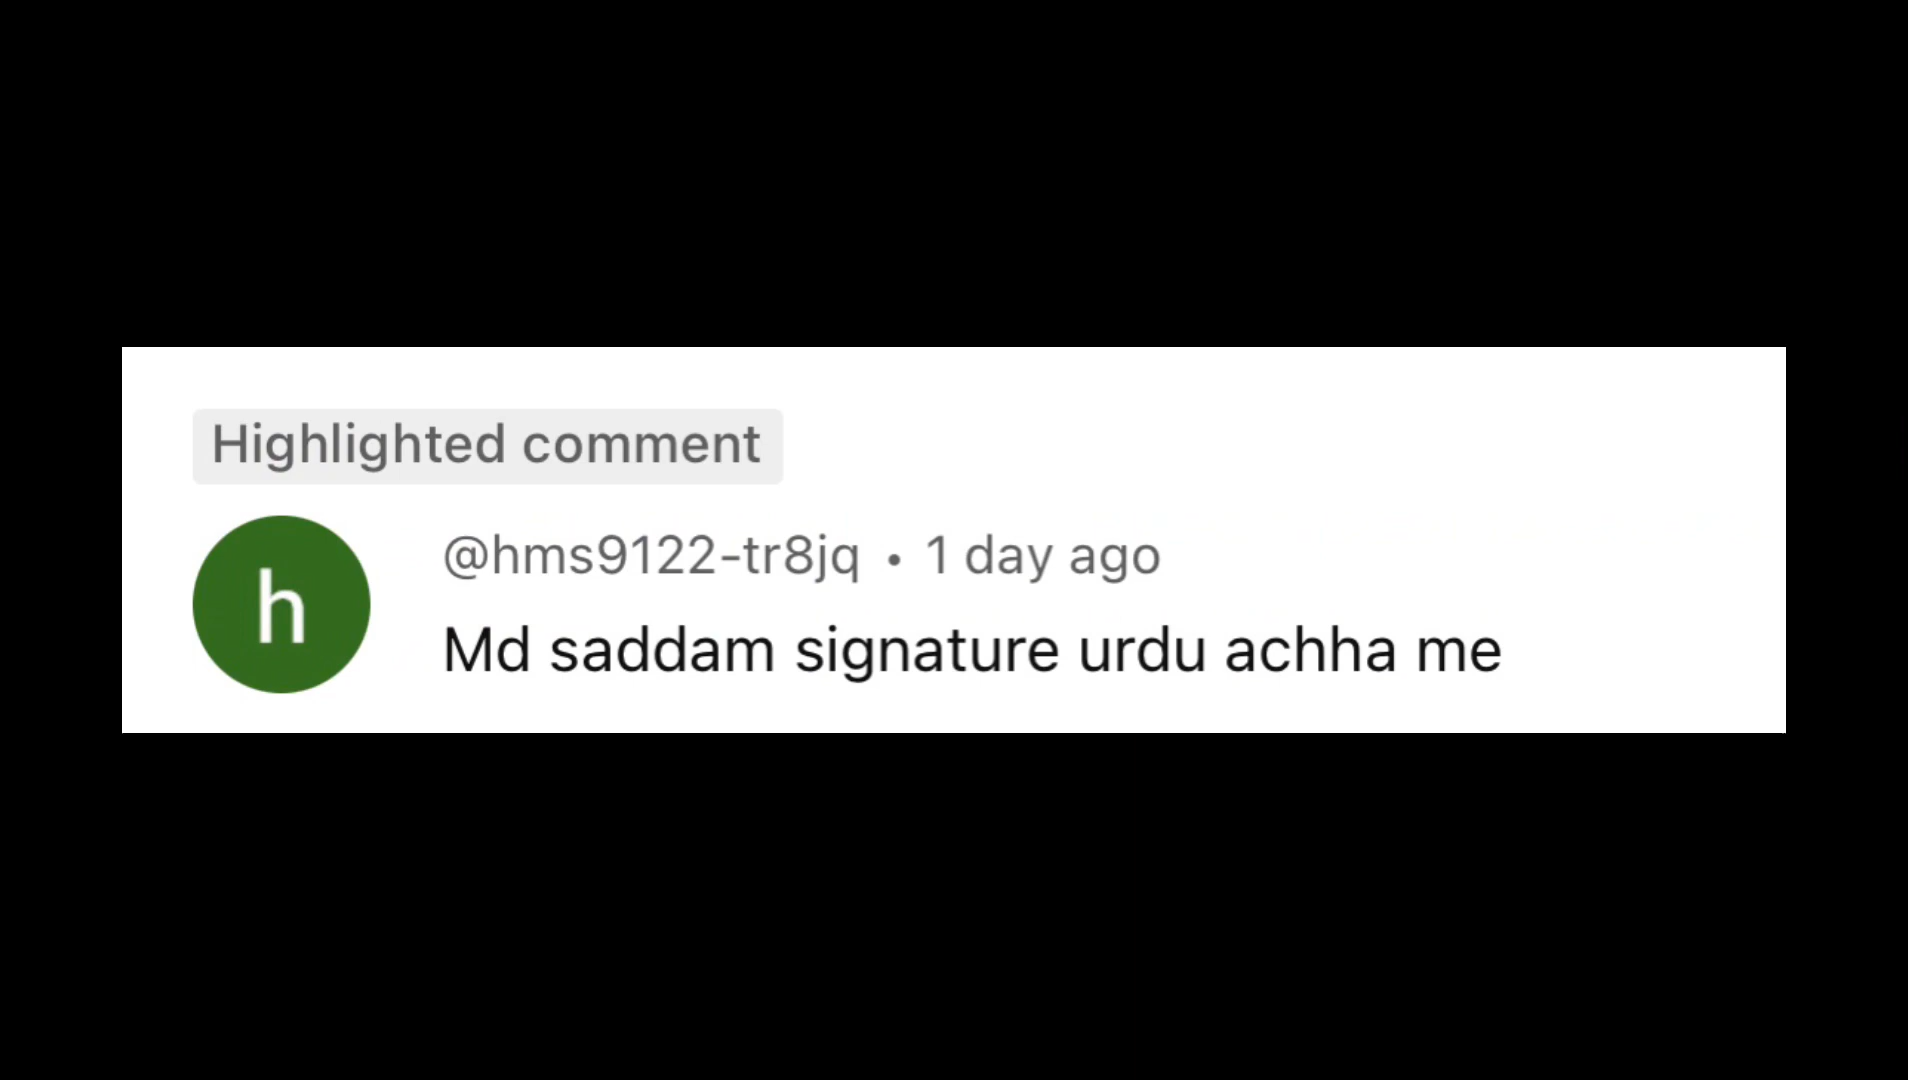 Highlighted comment
h
@hms9122-tr8jq • 1 day ago
Md saddam signature urdu achha me